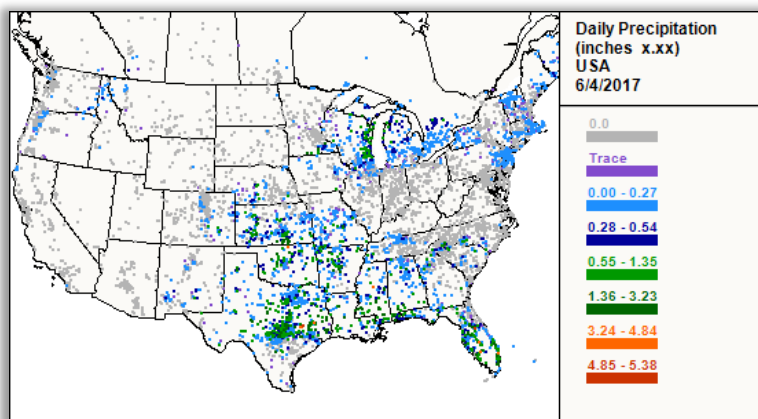 Daily Precipitation
(inches x.xx)
USA
6/4/2017
0.0
Trace
0.00 - 0.27
0.28 - 0.54
0.55 - 1.35
1.36 - 3.23
3.24 - 4.84
4.85 - 5.38